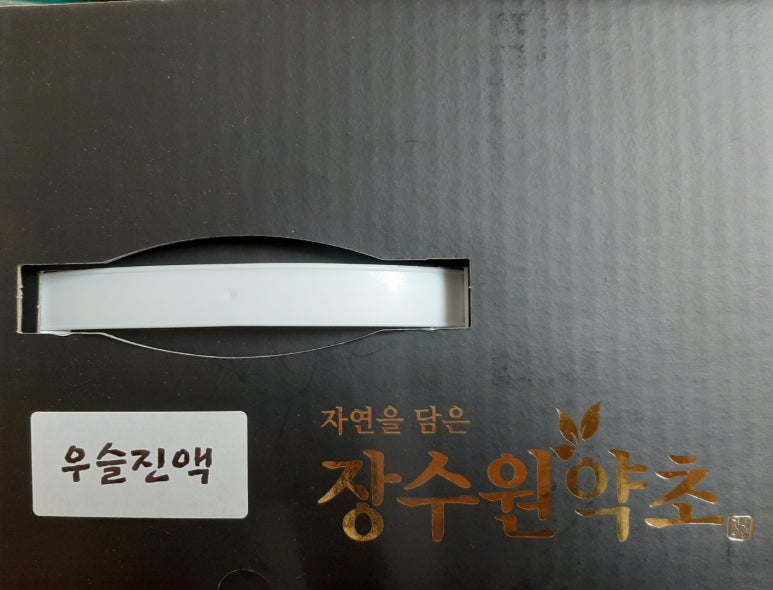 자연을 담은
장수원약초
우슬진액